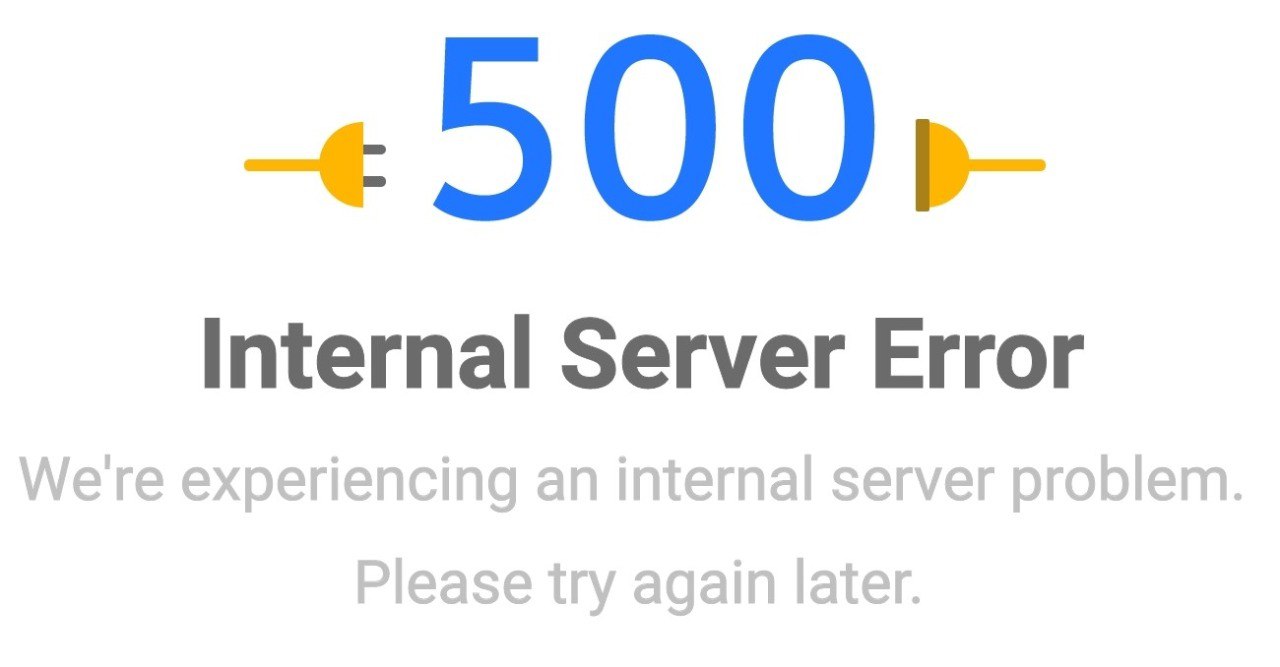 500
Internal Server Error
We're experiencing an internal server problem.
Please try again later.